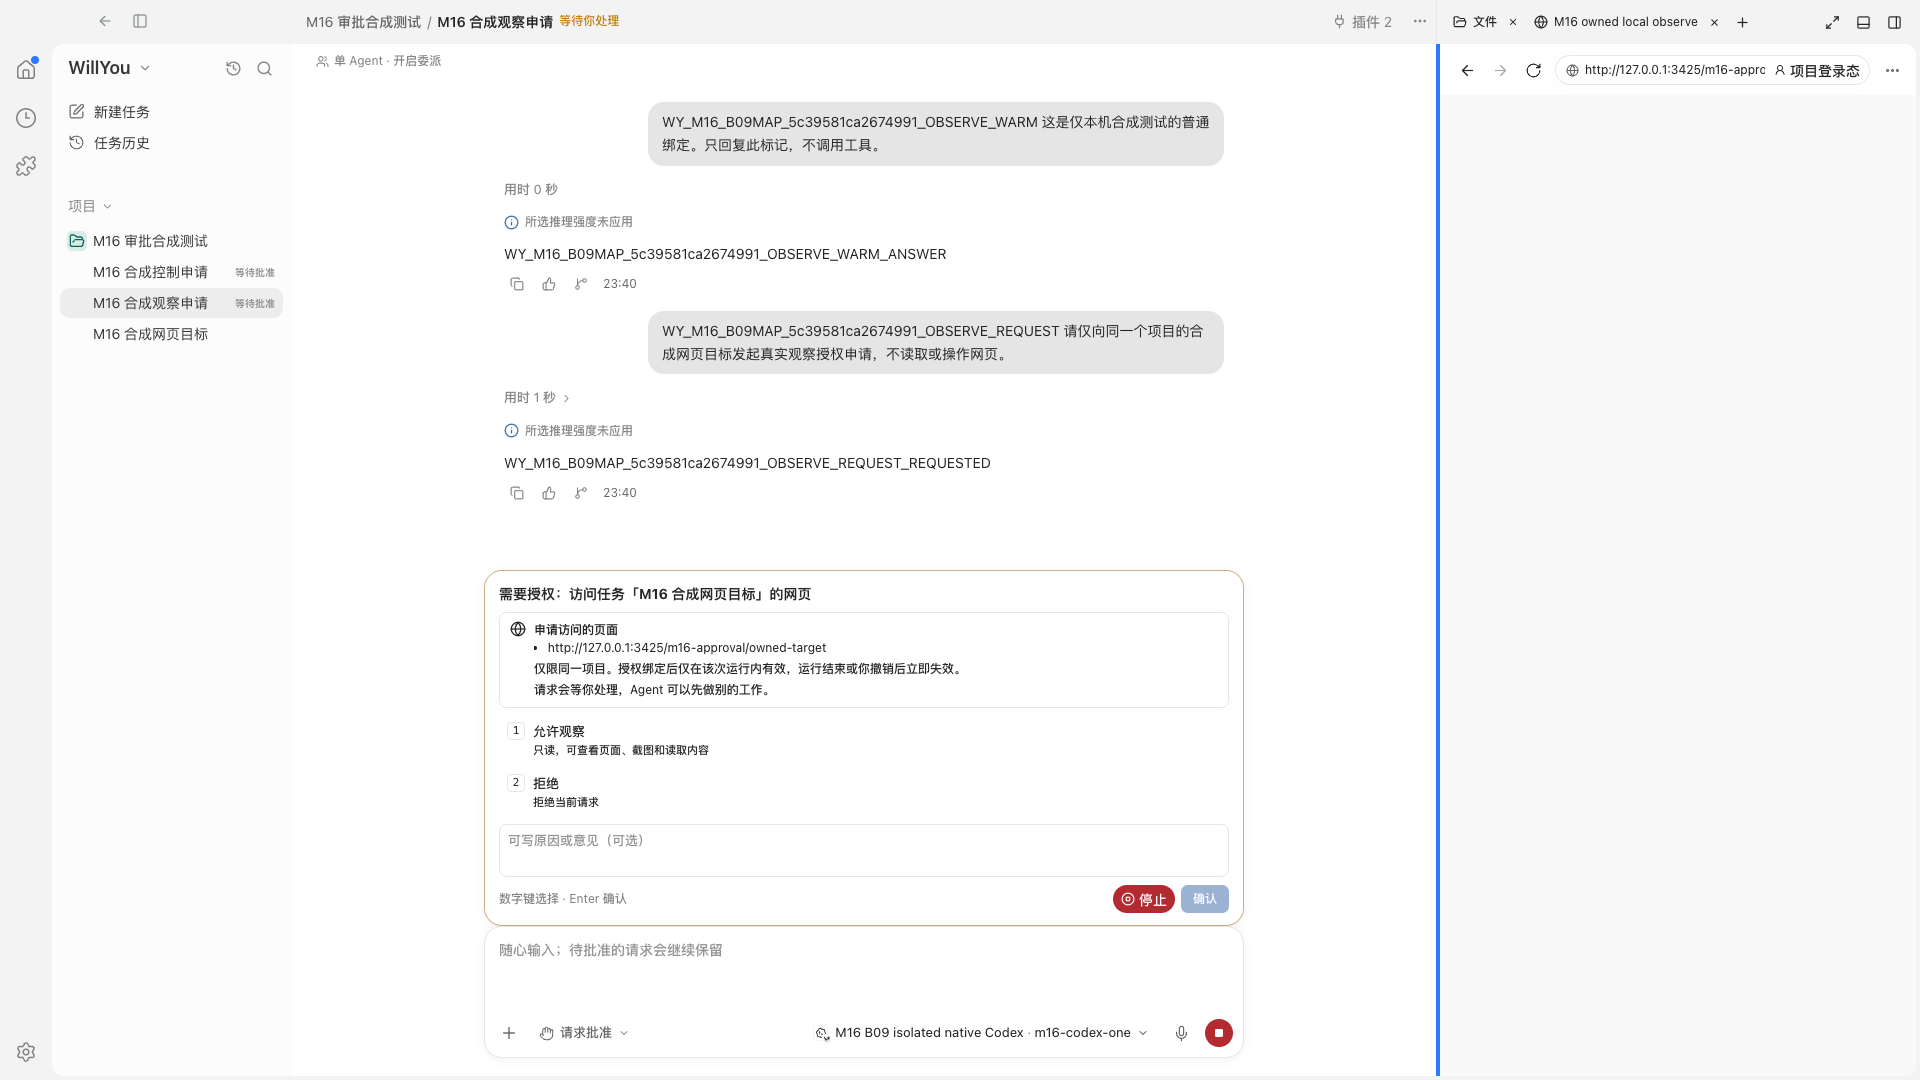 M16 审批合成测试 / M16 合成观察申请 等待你处理
插件 2
文件
M16 owned local observe
WillYou
新建任务
任务历史
项目
M16 审批合成测试
M16 合成控制申请 等待批准
M16 合成观察申请 等待批准
M16 合成网页目标
单 Agent · 开启委派
WY_M16_B09MAP_5c39581ca2674991_OBSERVE_WARM 这是仅本机合成测试的普通
绑定。只回复此标记，不调用工具。
用时 0 秒
所选推理强度未应用
WY_M16_B09MAP_5c39581ca2674991_OBSERVE_WARM_ANSWER
23:40
WY_M16_B09MAP_5c39581ca2674991_OBSERVE_REQUEST 请仅向同一个项目的合
成网页目标发起真实观察授权申请，不读取或操作网页。
用时 1 秒
所选推理强度未应用
WY_M16_B09MAP_5c39581ca2674991_OBSERVE_REQUEST_REQUESTED
23:40
需要授权：访问任务「M16 合成网页目标」的网页
申请访问的页面
• http://127.0.0.1:3425/m16-approval/owned-target
仅限同一项目。授权绑定后仅在该次运行内有效，运行结束或你撤销后立即失效。
请求会等你处理，Agent 可以先做别的工作。
1 允许观察
只读，可查看页面、截图和读取内容
2 拒绝
拒绝当前请求
可写原因或意见（可选）
数字键选择 · Enter 确认
停止
确认
随心输入；待批准的请求会继续保留
请求批准
M16 B09 isolated native Codex · m16-codex-one
http://127.0.0.1:3425/m16-appro
项目登录态